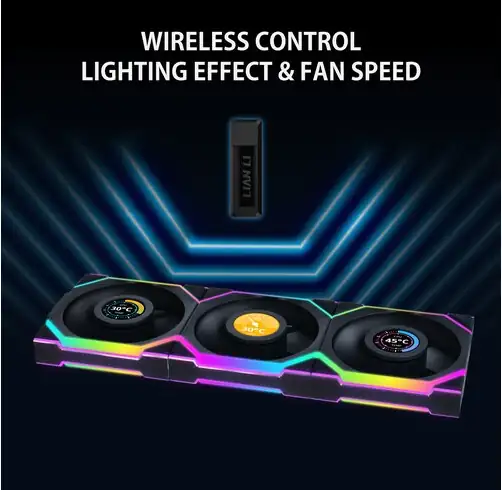 WIRELESS CONTROL
LIGHTING EFFECT & FAN SPEED
LIAN LI
30°C
30°C
45°C